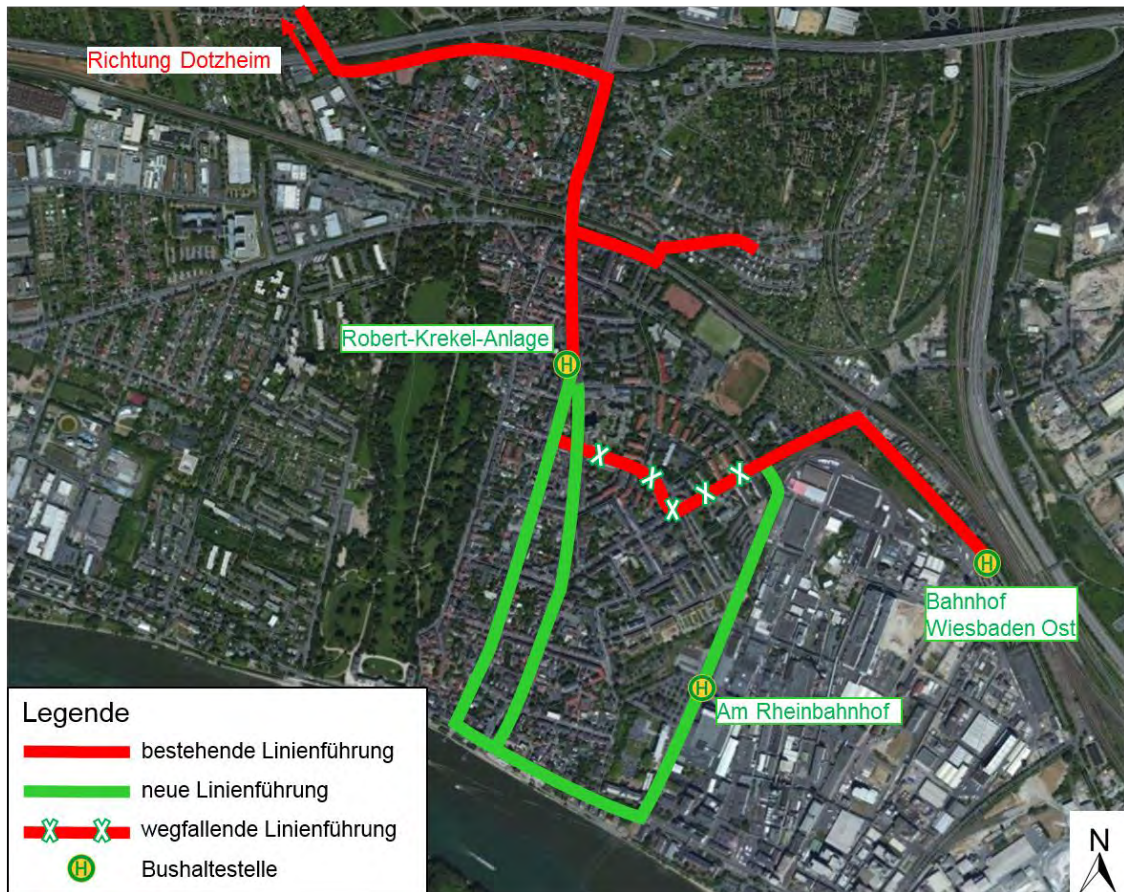 Richtung Dotzheim
Robert-Krekel-Anlage
H
H
Bahnhof
Wiesbaden Ost
H
Am Rheinbahnhof
Legende
bestehende Linienführung
neue Linienführung
X X wegfallende Linienführung
H Bushaltestelle
N
X
X
X
X
X